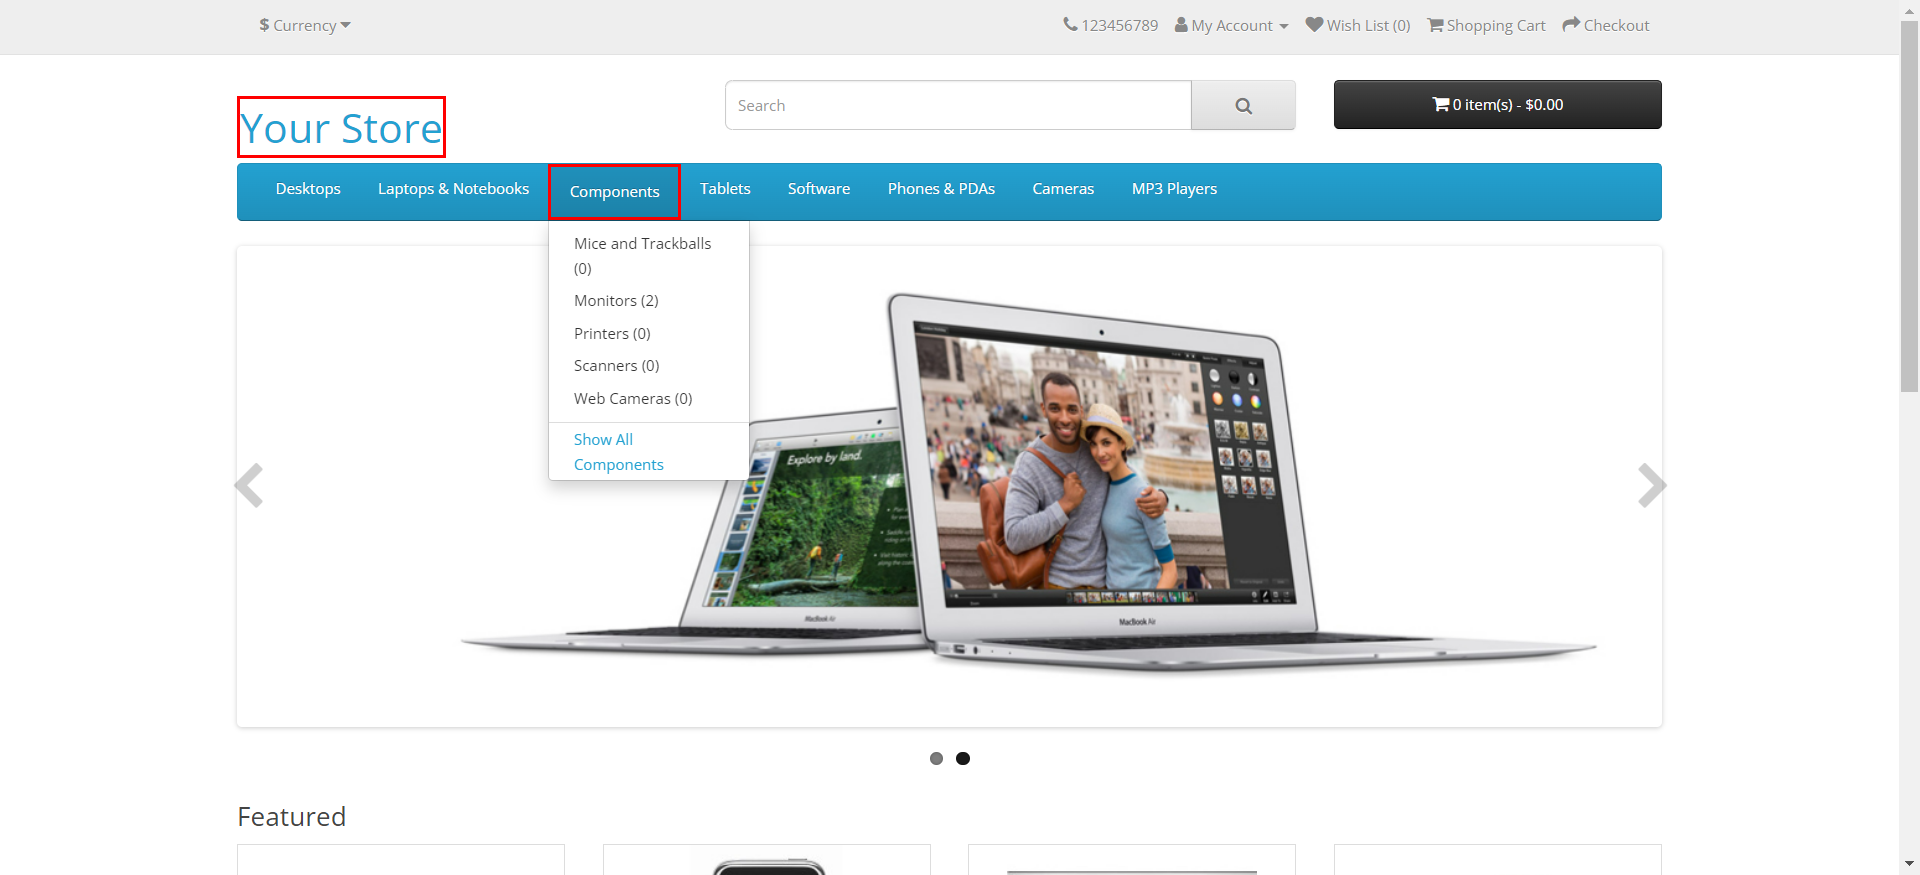 $ Currency
123456789 My Account Wish List (0) Shopping Cart Checkout
Your Store
Search
0 item(s) - $0.00
Desktops Laptops & Notebooks Components Tablets Software Phones & PDAs Cameras MP3 Players
Mice and Trackballs
(0)
Monitors (2)
Printers (0)
Scanners (0)
Web Cameras (0)
Show All
Components
Explore by land.
MacBook Air
MacBook Air
Featured